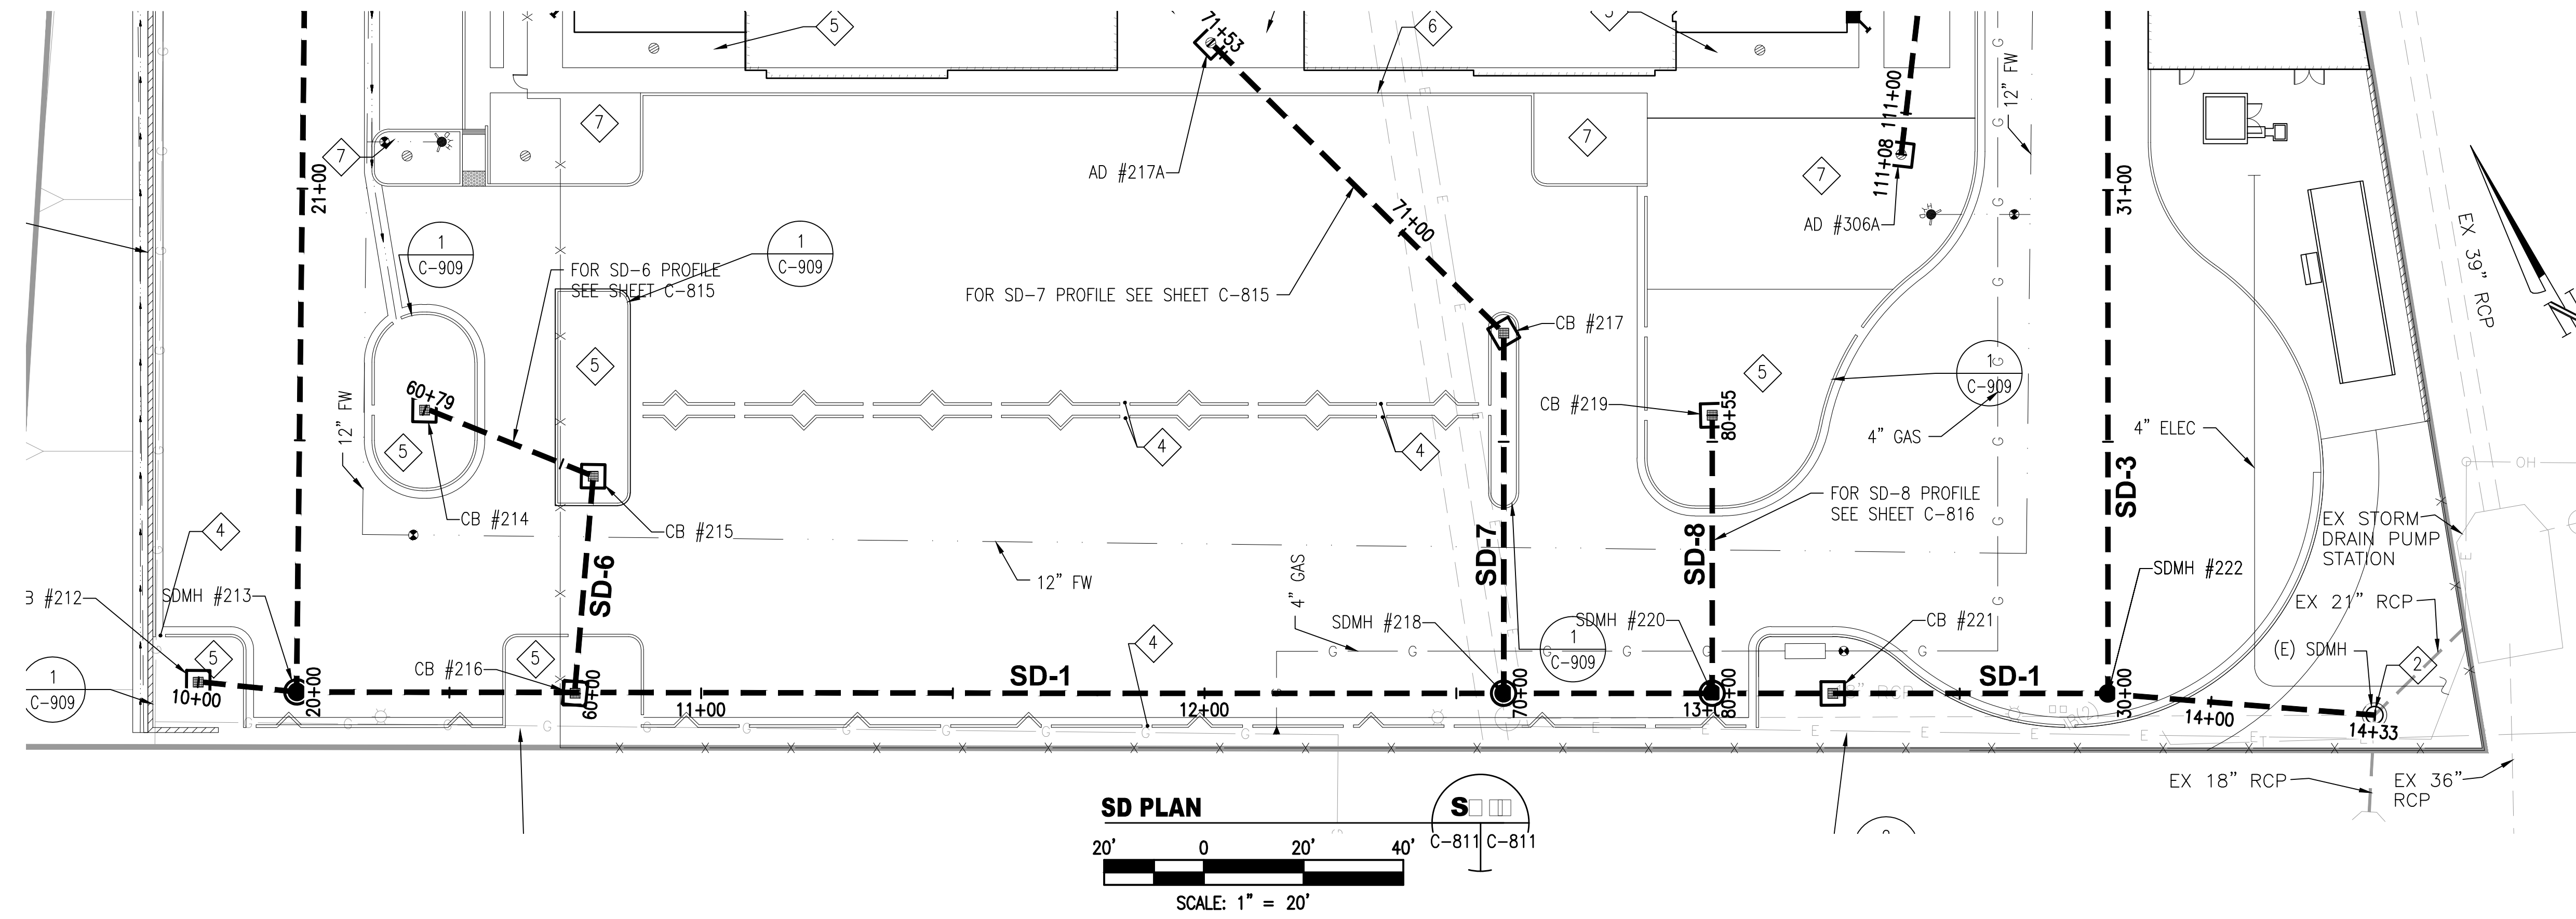 5
71+53
6
7
7
21+00
AD #217A
7
7
111+00
111+08
AD #306A
12" FW
31+00
1
C-909
1
C-909
FOR SD-6 PROFILE
SEE SHEET C-815
71+00
FOR SD-7 PROFILE SEE SHEET C-815
EX 39" RCP
N
CB #217
5
5
1
C-909
12" FW
60+79
CB #219
80+55
4" GAS
4" ELEC
5
4
4
SD-3
OH
CB #214
CB #215
FOR SD-8 PROFILE
SEE SHEET C-816
EX STORM
DRAIN PUMP
STATION
4
SD-6
12" FW
4" GAS
SD-7
SD-8
SDMH #222
B #212
SDMH #213
SDMH #218
SDMH #220
CB #221
EX 21" RCP
5
CB #216
5
4
1
C-909
(E) SDMH
2
1
C-909
10+00
20+00
60+00
SD-1
11+00
12+00
70+00
80+00
SD-1
30+00
14+00
14+33
EX 18" RCP
EX 36"
RCP
SD PLAN
S
C-811
C-811
20'
0
20'
40'
SCALE: 1" = 20'